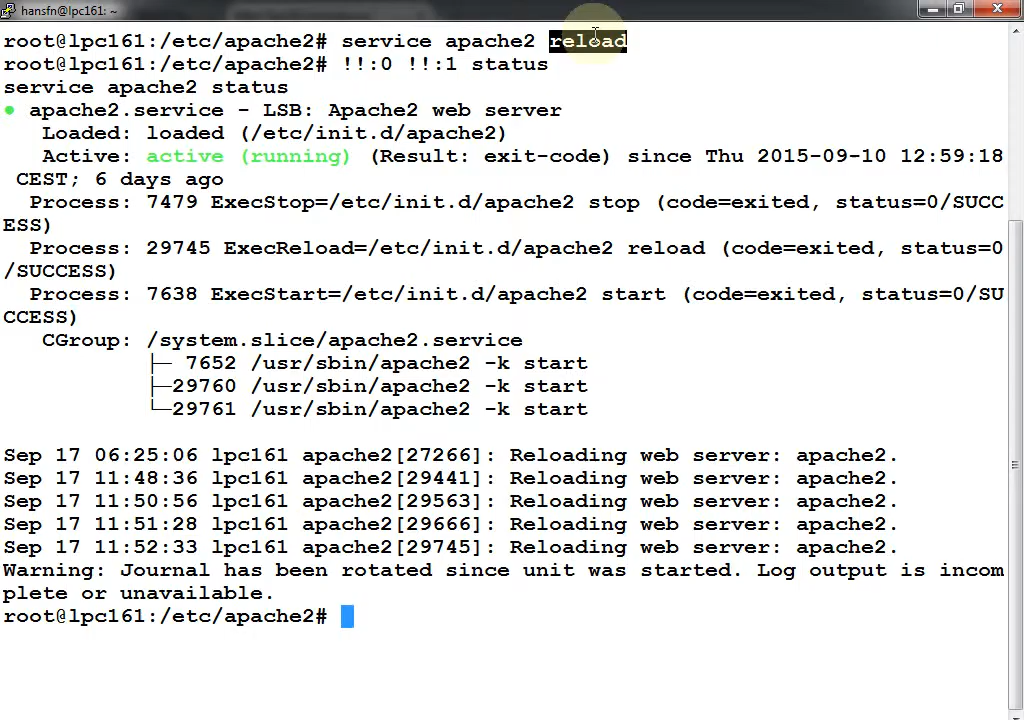 hansfn@lpc161: ~
root@lpc161:/etc/apache2# service apache2 reload
root@lpc161:/etc/apache2# !!:0 !!:1 status
service apache2 status
● apache2.service - LSB: Apache2 web server
   Loaded: loaded (/etc/init.d/apache2)
   Active: active (running) (Result: exit-code) since Thu 2015-09-10 12:59:18
 CEST; 6 days ago
  Process: 7479 ExecStop=/etc/init.d/apache2 stop (code=exited, status=0/SUCC
ESS)
  Process: 29745 ExecReload=/etc/init.d/apache2 reload (code=exited, status=0
/SUCCESS)
  Process: 7638 ExecStart=/etc/init.d/apache2 start (code=exited, status=0/SU
CCESS)
   CGroup: /system.slice/apache2.service
           ├─ 7652 /usr/sbin/apache2 -k start
           ├─29760 /usr/sbin/apache2 -k start
           └─29761 /usr/sbin/apache2 -k start
Sep 17 06:25:06 lpc161 apache2[27266]: Reloading web server: apache2.
Sep 17 11:48:36 lpc161 apache2[29441]: Reloading web server: apache2.
Sep 17 11:50:56 lpc161 apache2[29563]: Reloading web server: apache2.
Sep 17 11:51:28 lpc161 apache2[29666]: Reloading web server: apache2.
Sep 17 11:52:33 lpc161 apache2[29745]: Reloading web server: apache2.
Warning: Journal has been rotated since unit was started. Log output is incom
plete or unavailable.
root@lpc161:/etc/apache2#